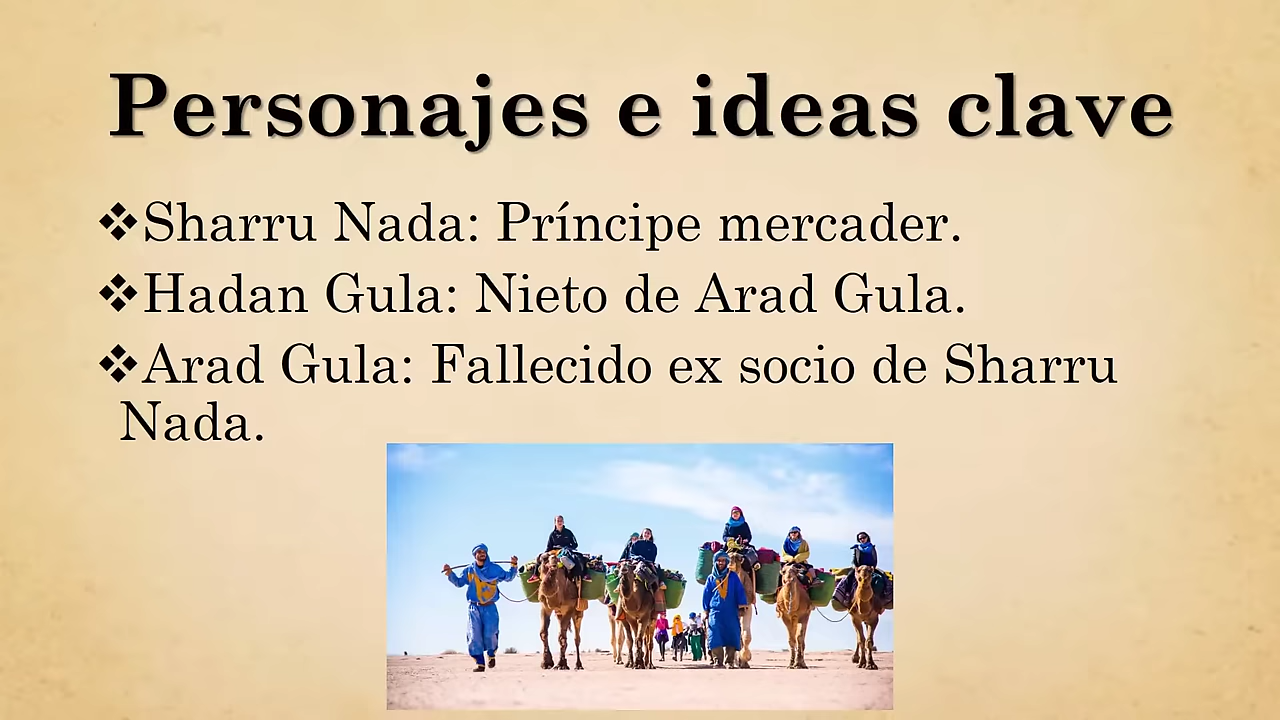 Personajes e ideas clave
❖Sharru Nada: Príncipe mercader.
❖Hadan Gula: Nieto de Arad Gula.
❖Arad Gula: Fallecido ex socio de Sharru
Nada.